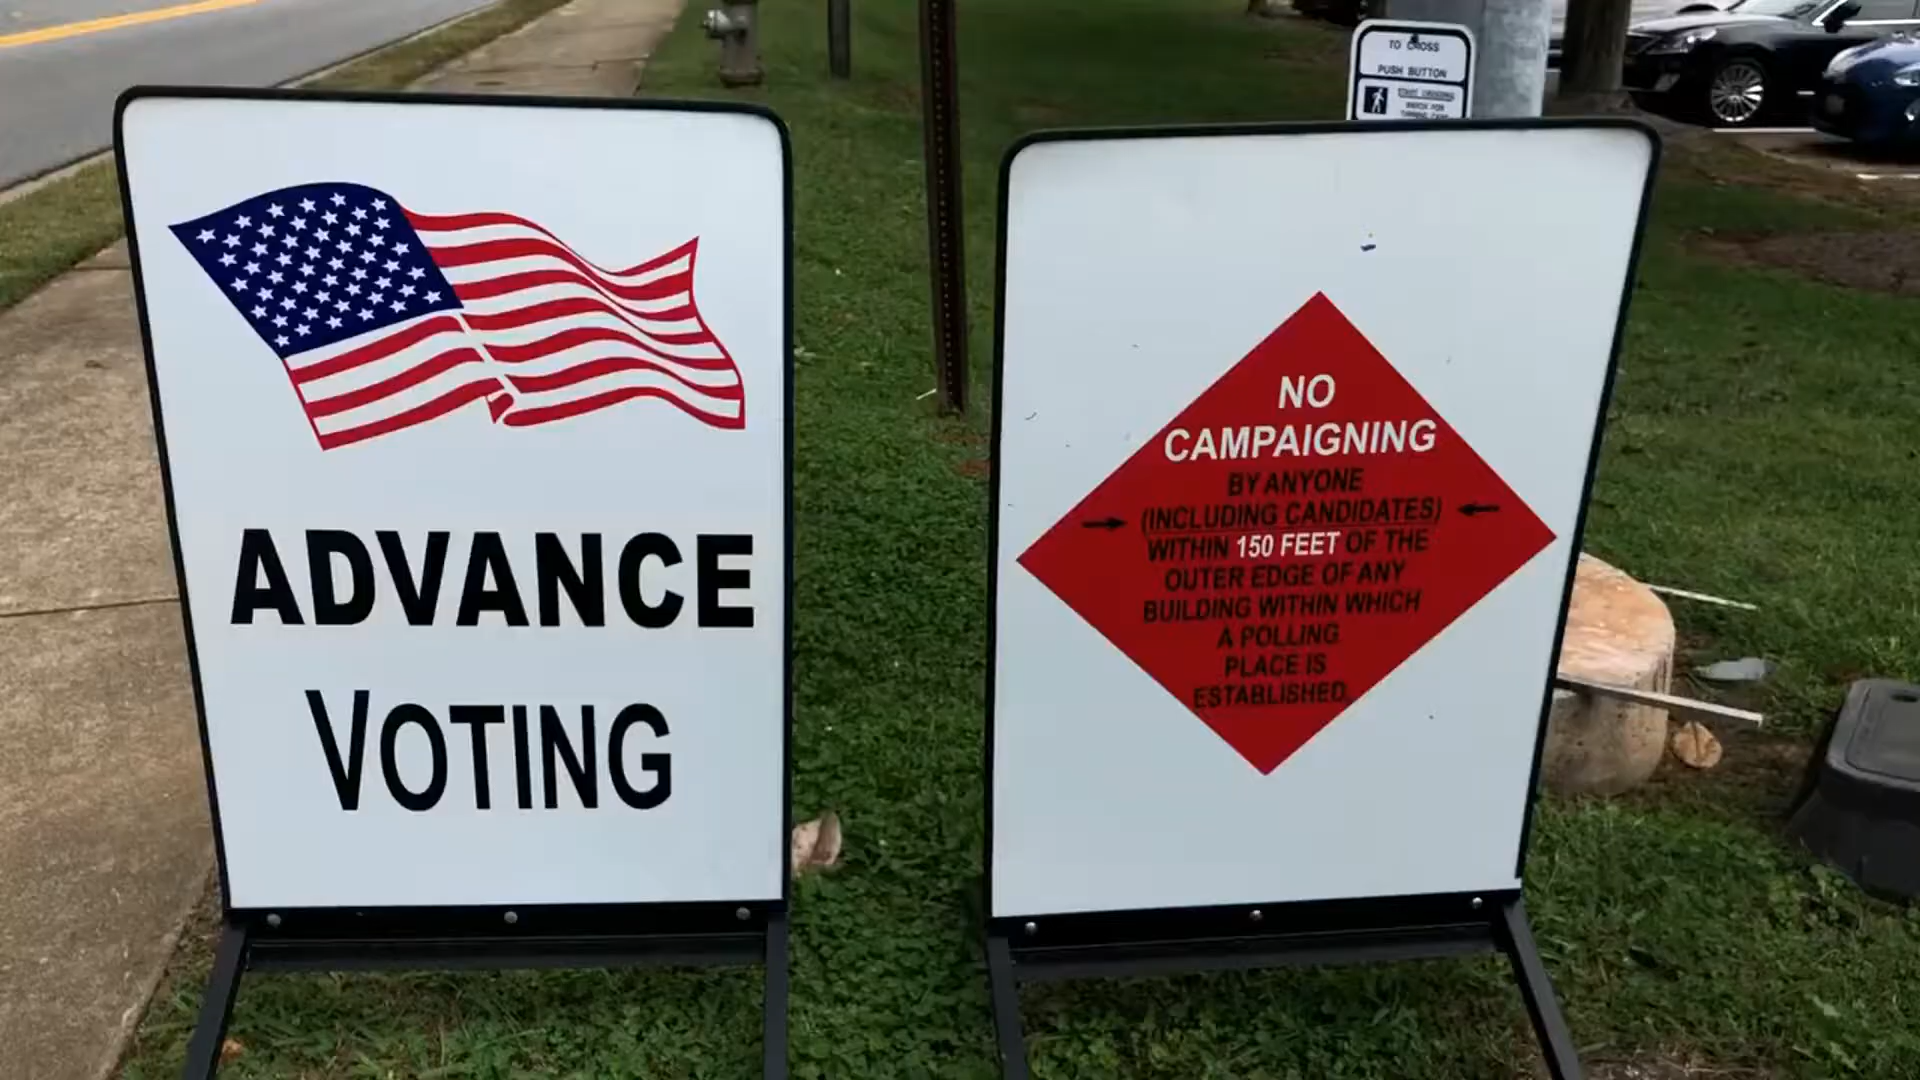 ADVANCE
VOTING
TO CROSS
PUSH BUTTON
NO
CAMPAIGNING
BY ANYONE
(INCLUDING CANDIDATES)
WITHIN 150 FEET OF THE
OUTER EDGE OF ANY
BUILDING WITHIN WHICH
A POLLING
PLACE IS
ESTABLISHED.